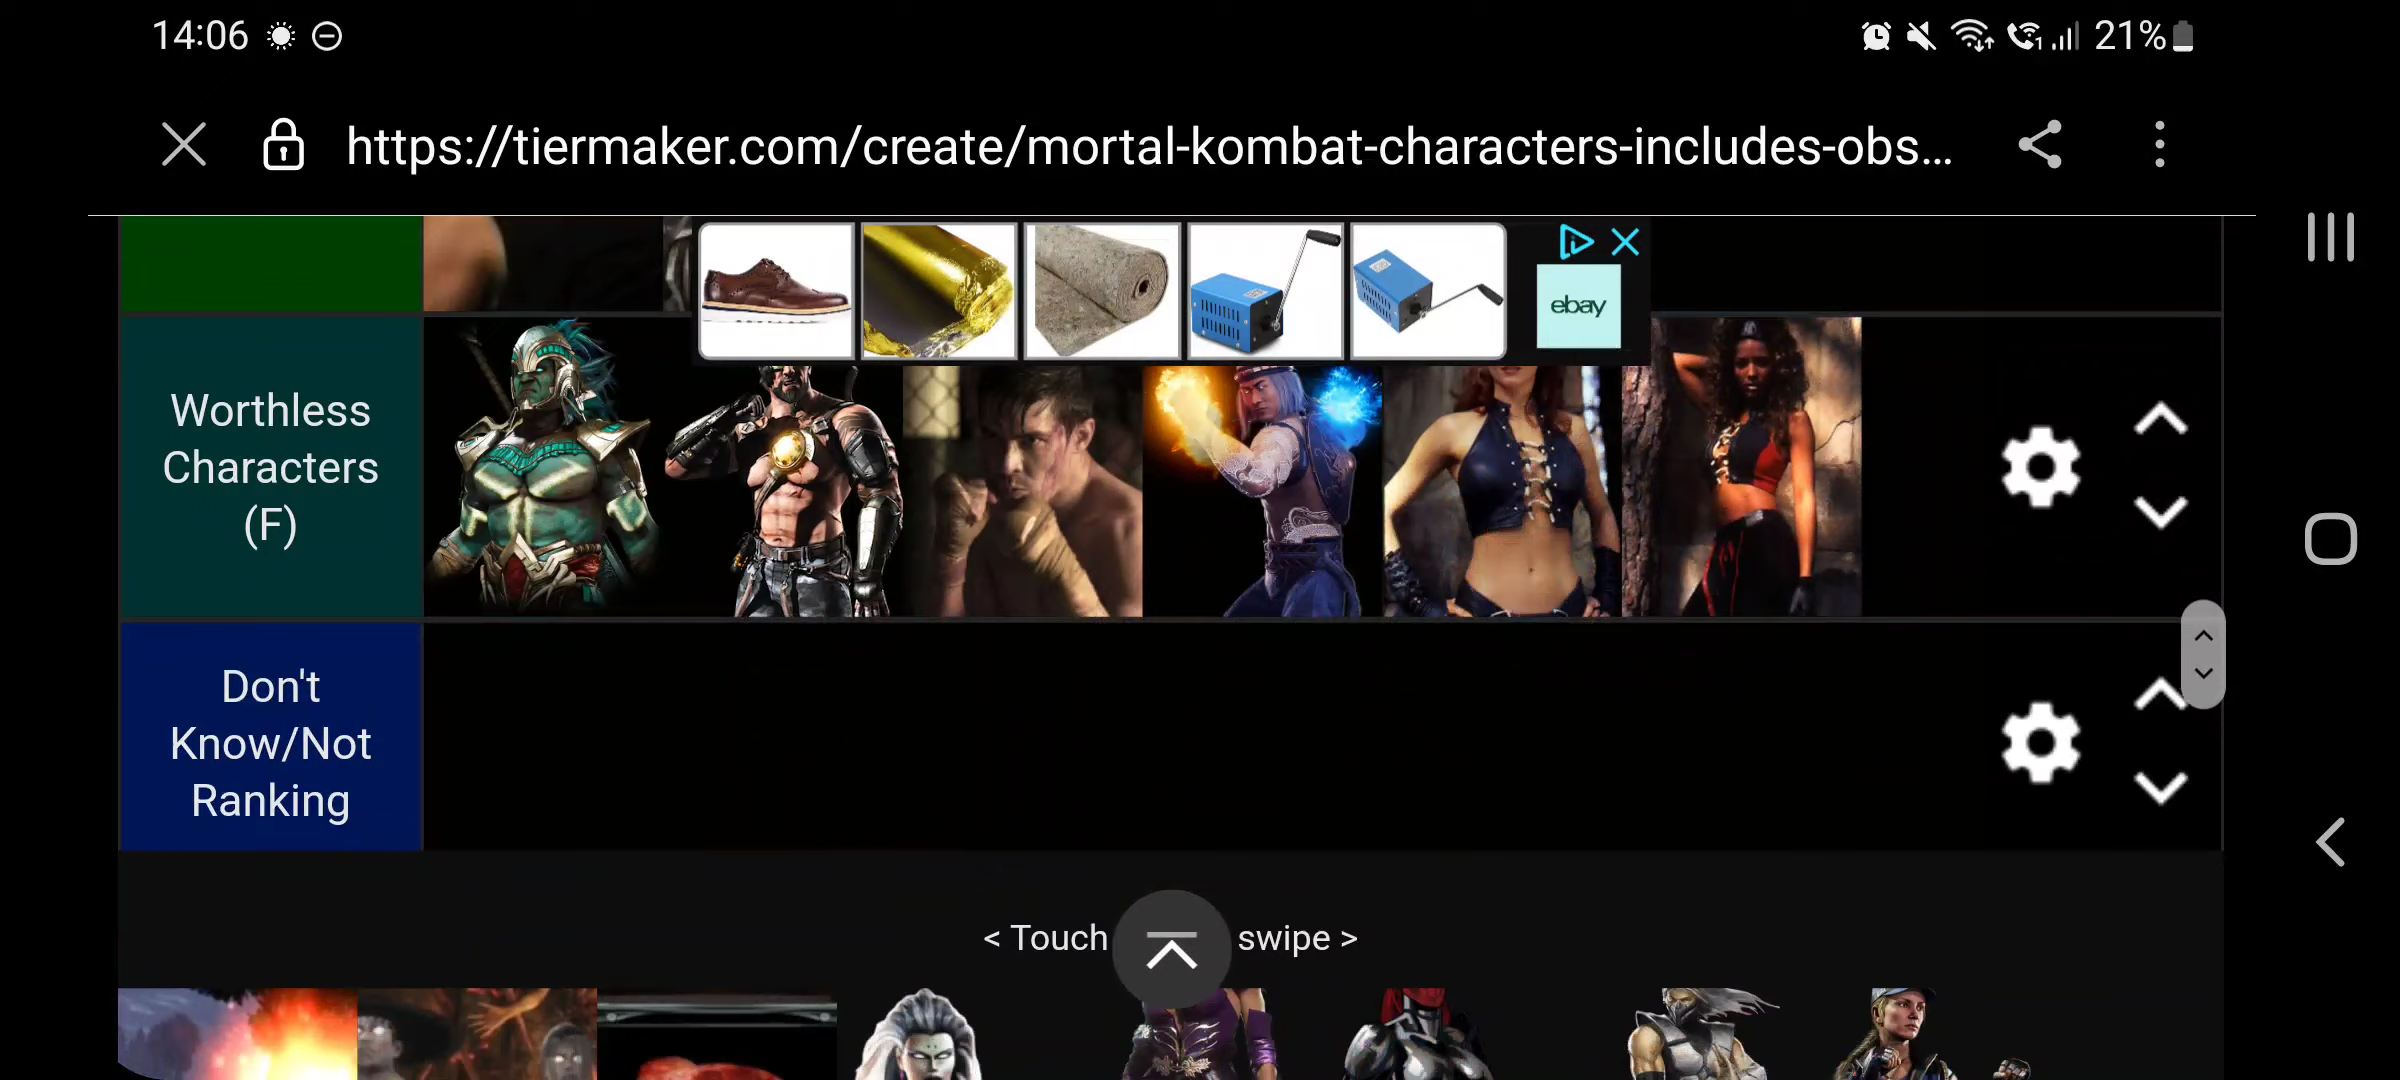 14:06
21%
https://tiermaker.com/create/mortal-kombat-characters-includes-obs...
ebay
Worthless
Characters
(F)
Don't
Know/Not
Ranking
< Touch swipe >